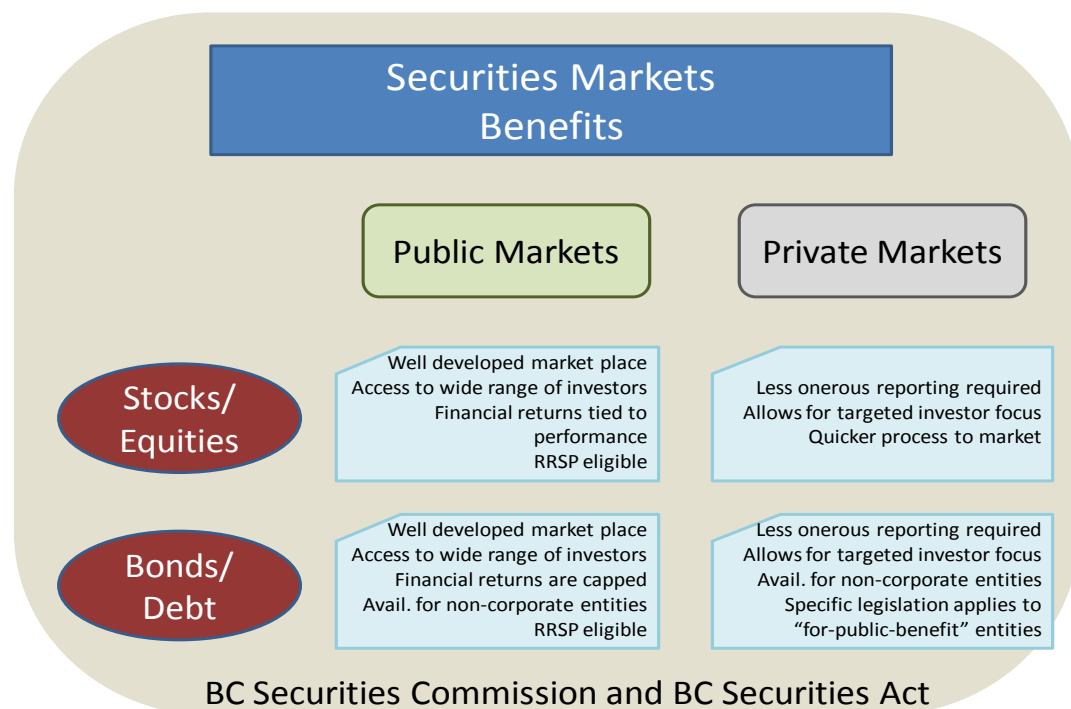 Securities Markets
Benefits
Public Markets
Private Markets
Stocks/
Equities
Well developed market place
Access to wide range of investors
Financial returns tied to
performance
RRSP eligible
Less onerous reporting required
Allows for targeted investor focus
Quicker process to market
Bonds/
Debt
Well developed market place
Access to wide range of investors
Financial returns are capped
Avail. for non-corporate entities
RRSP eligible
Less onerous reporting required
Allows for targeted investor focus
Avail. for non-corporate entities
Specific legislation applies to
“for-public-benefit” entities
BC Securities Commission and BC Securities Act